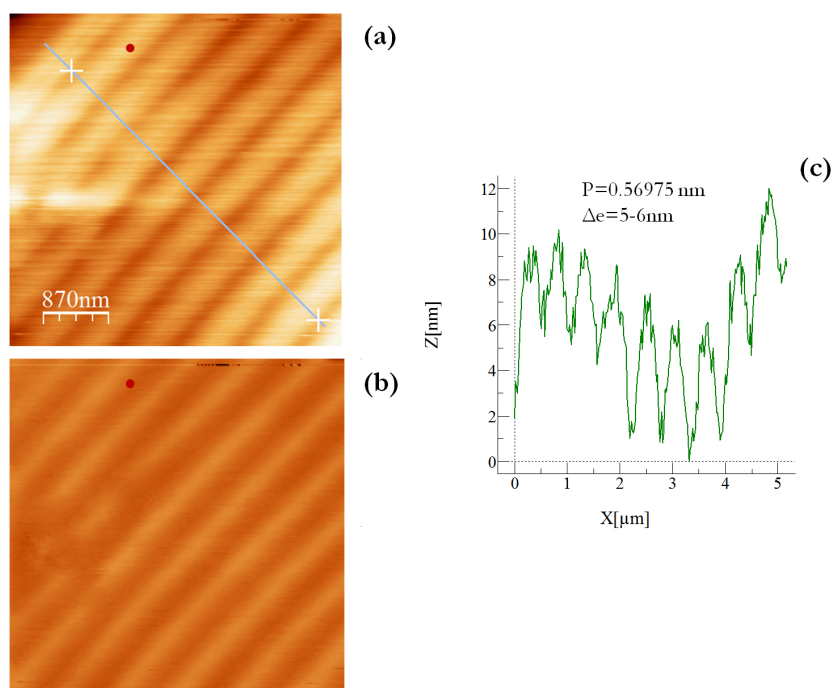 (a)
870nm
(b)
(c)
P=0.56975 nm
Δe=5-6nm
12
10
8
6
4
2
0
Z[nm]
0 1 2 3 4 5
X[µm]